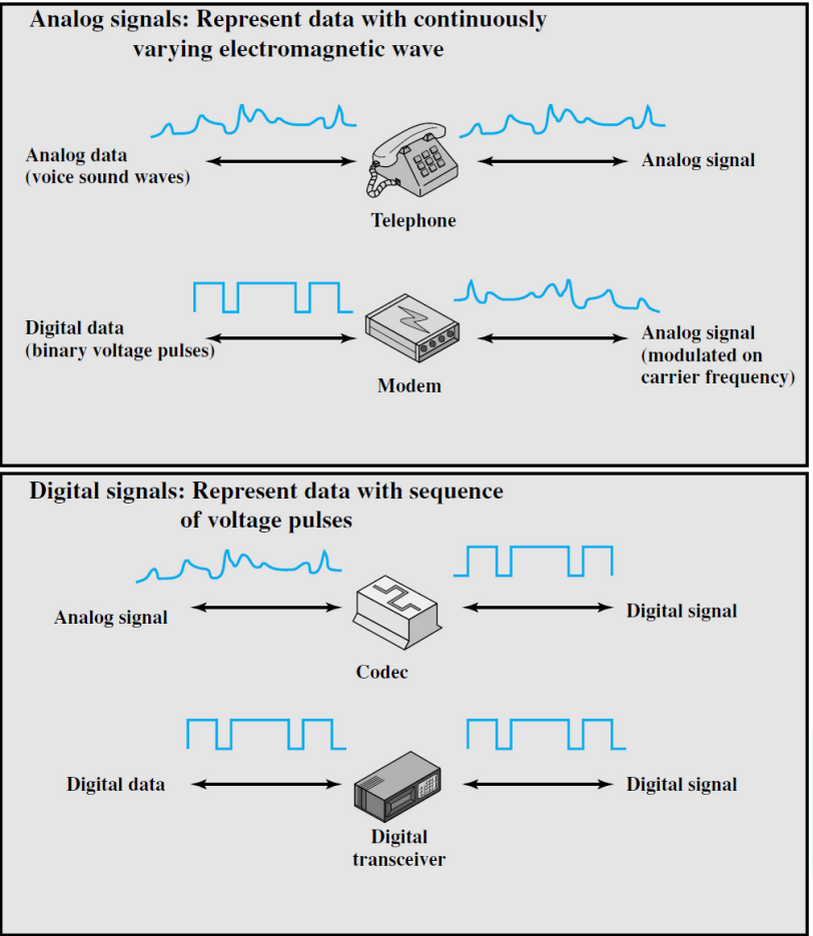 Analog signals: Represent data with continuously
varying electromagnetic wave
Analog data
(voice sound waves)
Analog signal
Telephone
Digital data
(binary voltage pulses)
Analog signal
(modulated on
carrier frequency)
Modem
Digital signals: Represent data with sequence
of voltage pulses
Analog signal
Digital signal
Codec
Digital data
Digital signal
Digital
transceiver